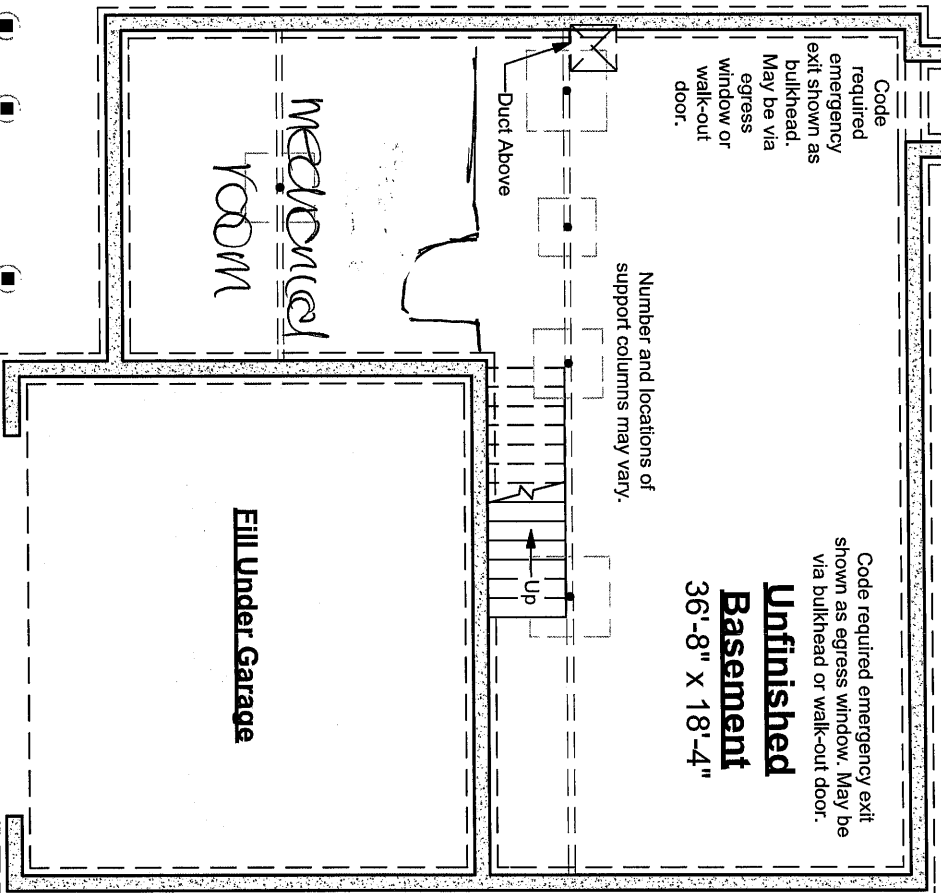 Code
required
emergency
exit shown as
bulkhead.
May be via
egress
window or
walk-out
door.
Code required emergency exit
shown as egress window. May be
via bulkhead or walk-out door.
Unfinished
Basement
36'-8" x 18'-4"
Number and locations of
support columns may vary.
Duct Above
Up
mechanical
room
Fill Under Garage